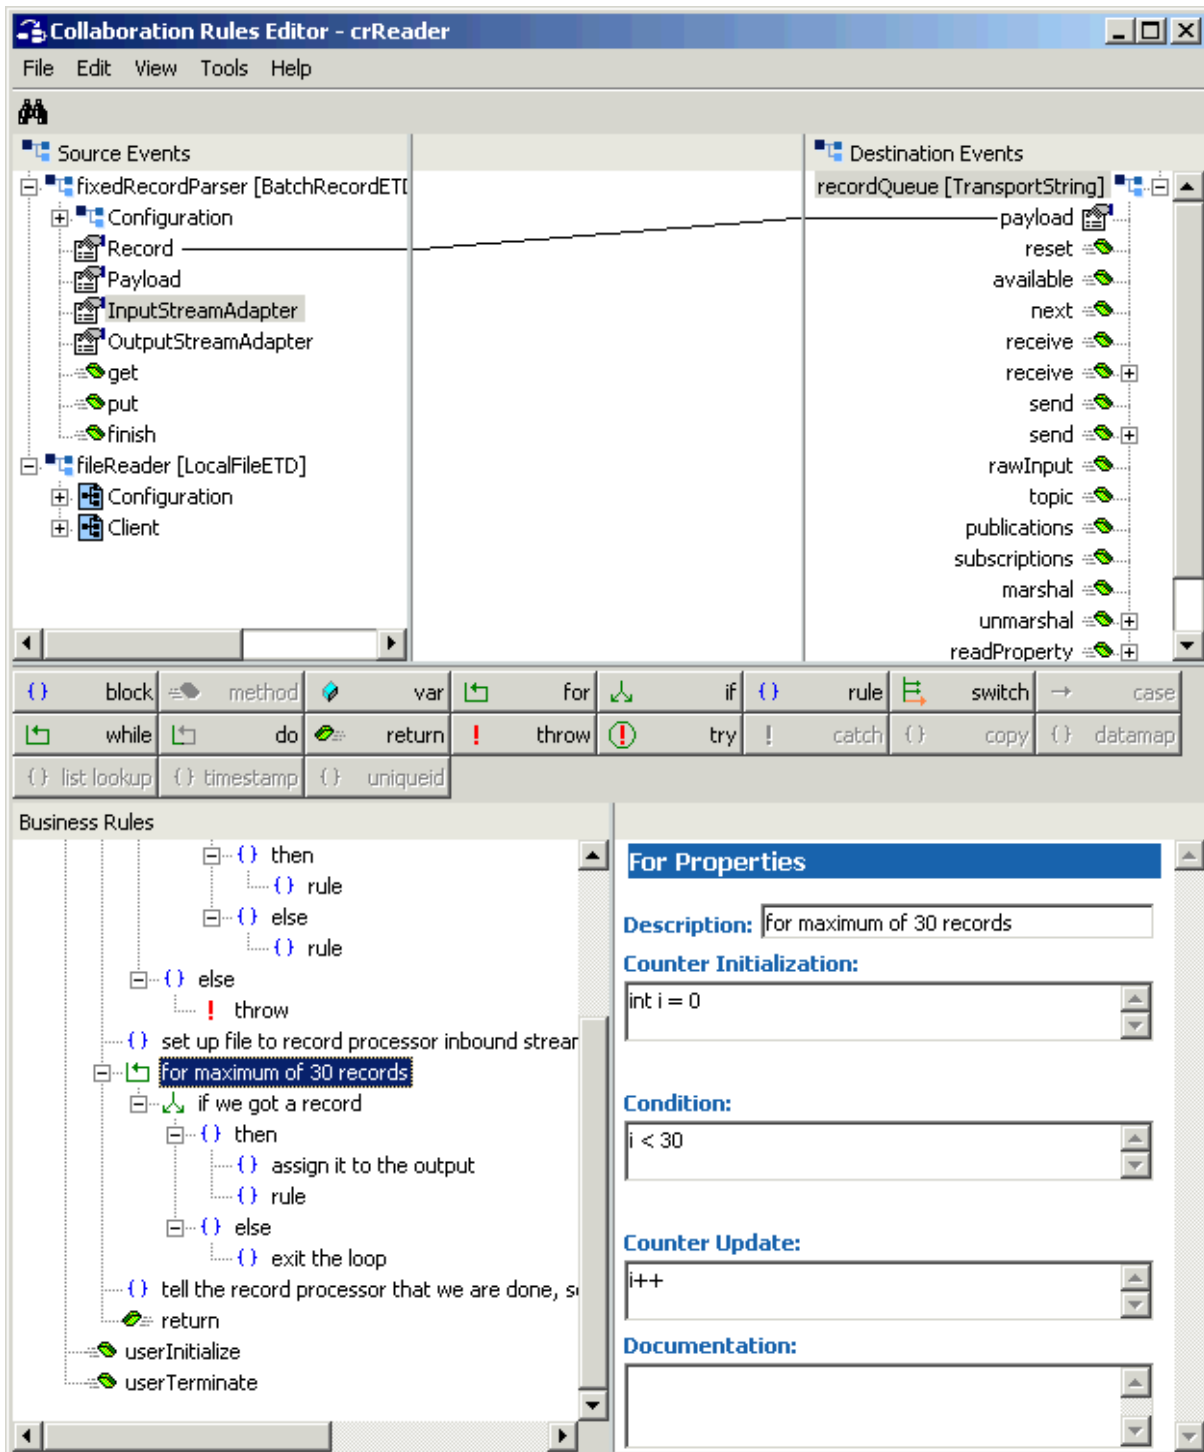 Collaboration Rules Editor - crReader
File Edit View Tools Help
Source Events
fixedRecordParser [BatchRecordETD
Configuration
Record
Payload
InputStreamAdapter
OutputStreamAdapter
get
put
finish
fileReader [LocalFileETD]
Configuration
Client
Destination Events
recordQueue [TransportString]
payload
reset
available
next
receive
receive
send
send
rawInput
topic
publications
subscriptions
marshal
unmarshal
readProperty
{} block method var for if {} rule switch → case
while do return ! throw ! try ! catch {} copy {} datamap
{} list lookup {} timestamp {} uniqueid
Business Rules
{} then
{} rule
{} else
{} rule
{} else
! throw
{} set up file to record processor inbound strear
for maximum of 30 records
if we got a record
{} then
{} assign it to the output
{} rule
{} else
{} exit the loop
{} tell the record processor that we are done, s
return
userInitialize
userTerminate
For Properties
Description: for maximum of 30 records
Counter Initialization:
int i = 0
Condition:
i < 30
Counter Update:
i++
Documentation: